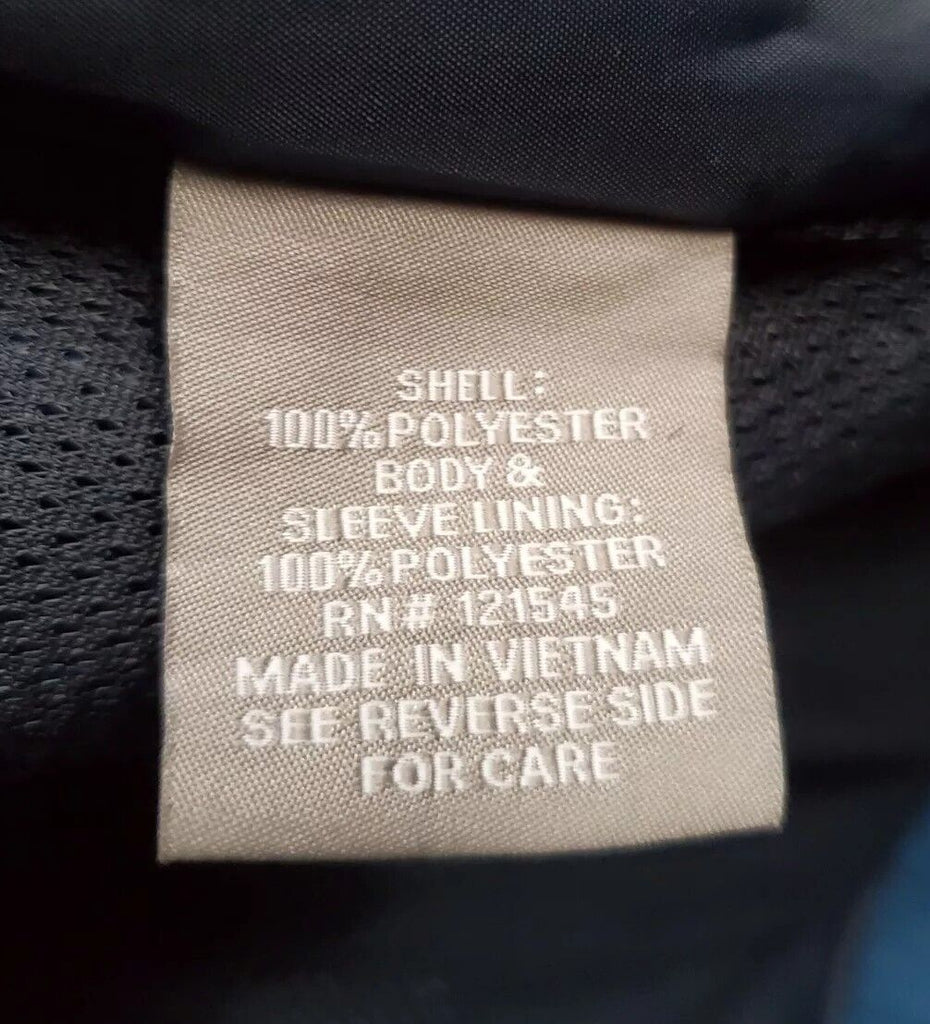 SHELL:
100% POLYESTER
BODY &
SLEEVE LINING:
100% POLYESTER
RN# 121545
MADE IN VIETNAM
SEE REVERSE SIDE
FOR CARE